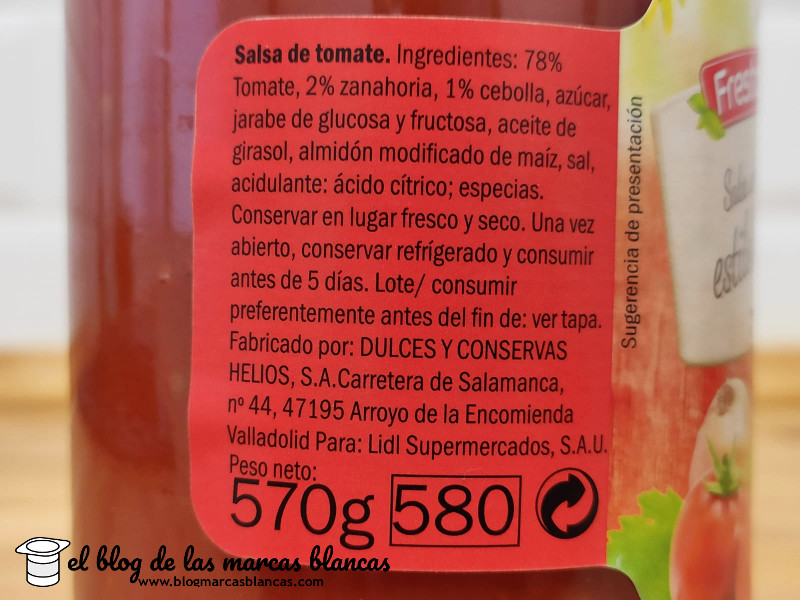 Salsa de tomate. Ingredientes: 78%
Tomate, 2% zanahoria, 1% cebolla, azúcar,
jarabe de glucosa y fructosa, aceite de
girasol, almidón modificado de maíz, sal,
acidulante: ácido cítrico; especias.
Conservar en lugar fresco y seco. Una vez
abierto, conservar refrigerado y consumir
antes de 5 días. Lote/ consumir
preferentemente antes del fin de: ver tapa.
Fabricado por: DULCES Y CONSERVAS
HELIOS, S.A.Carretera de Salamanca,
nº 44, 47195 Arroyo de la Encomienda
Valladolid Para: Lidl Supermercados, S.A.U.
Peso neto:
570g 580
Sugerencia de presentación
el blog de las marcas blancas
www.blogmarcasblancas.com